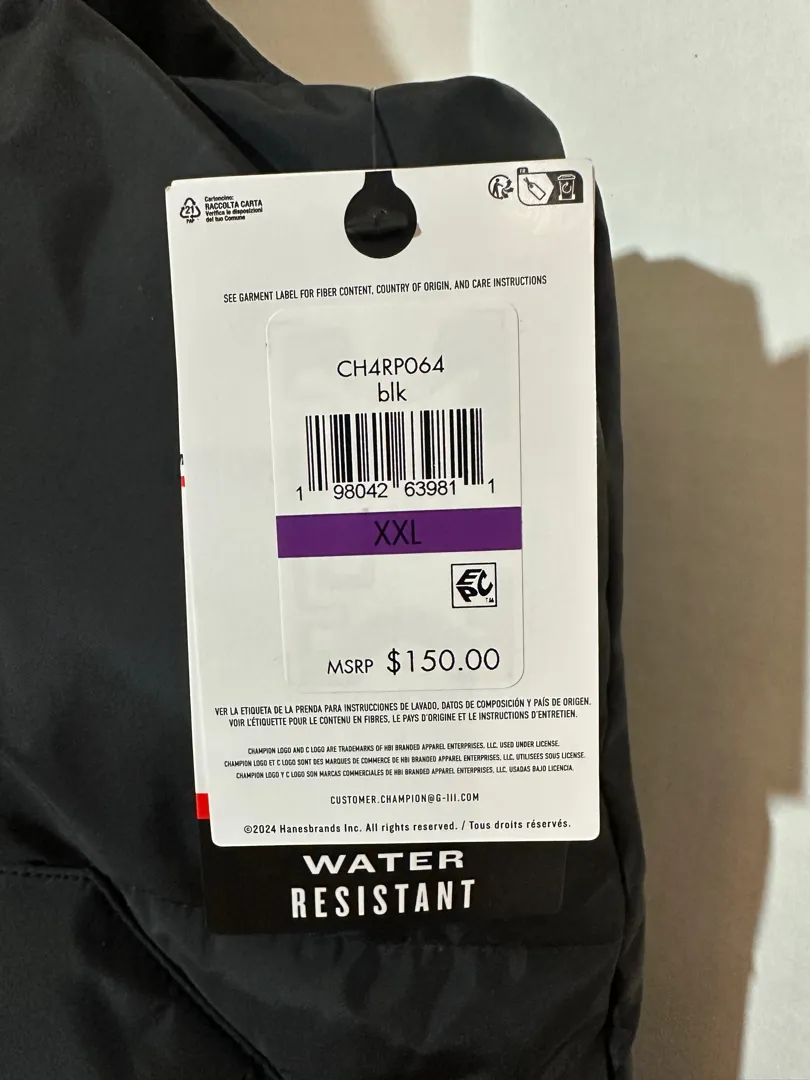 Cartoncino:
RACCOLTA CARTA
Verifica le disposizioni
del tuo Comune
21
PAP
FR
SEE GARMENT LABEL FOR FIBER CONTENT, COUNTRY OF ORIGIN, AND CARE INSTRUCTIONS
CH4RP064
blk
1 98042 63981 1
XXL
EPC
TM
MSRP $150.00
VER LA ETIQUETA DE LA PRENDA PARA INSTRUCCIONES DE LAVADO, DATOS DE COMPOSICIÓN Y PAÍS DE ORIGEN.
VOIR L'ÉTIQUETTE POUR LE CONTENU EN FIBRES, LE PAYS D'ORIGINE ET LE INSTRUCTIONS D'ENTRETIEN.
CHAMPION LOGO AND C LOGO ARE TRADEMARKS OF HBI BRANDED APPAREL ENTERPRISES, LLC. USED UNDER LICENSE.
CHAMPION LOGO ET C LOGO SONT DES MARQUES DE COMMERCE DE HBI BRANDED APPAREL ENTERPRISES, LLC. UTILISEES SOUS LICENSE.
CHAMPION LOGO Y C LOGO SON MARCAS COMMERCIALES DE HBI BRANDED APPAREL ENTERPRISES, LLC. USADAS BAJO LICENCIA.
CUSTOMER.CHAMPION@G-III.COM
©2024 Hanesbrands Inc. All rights reserved. / Tous droits réservés.
WATER
RESISTANT